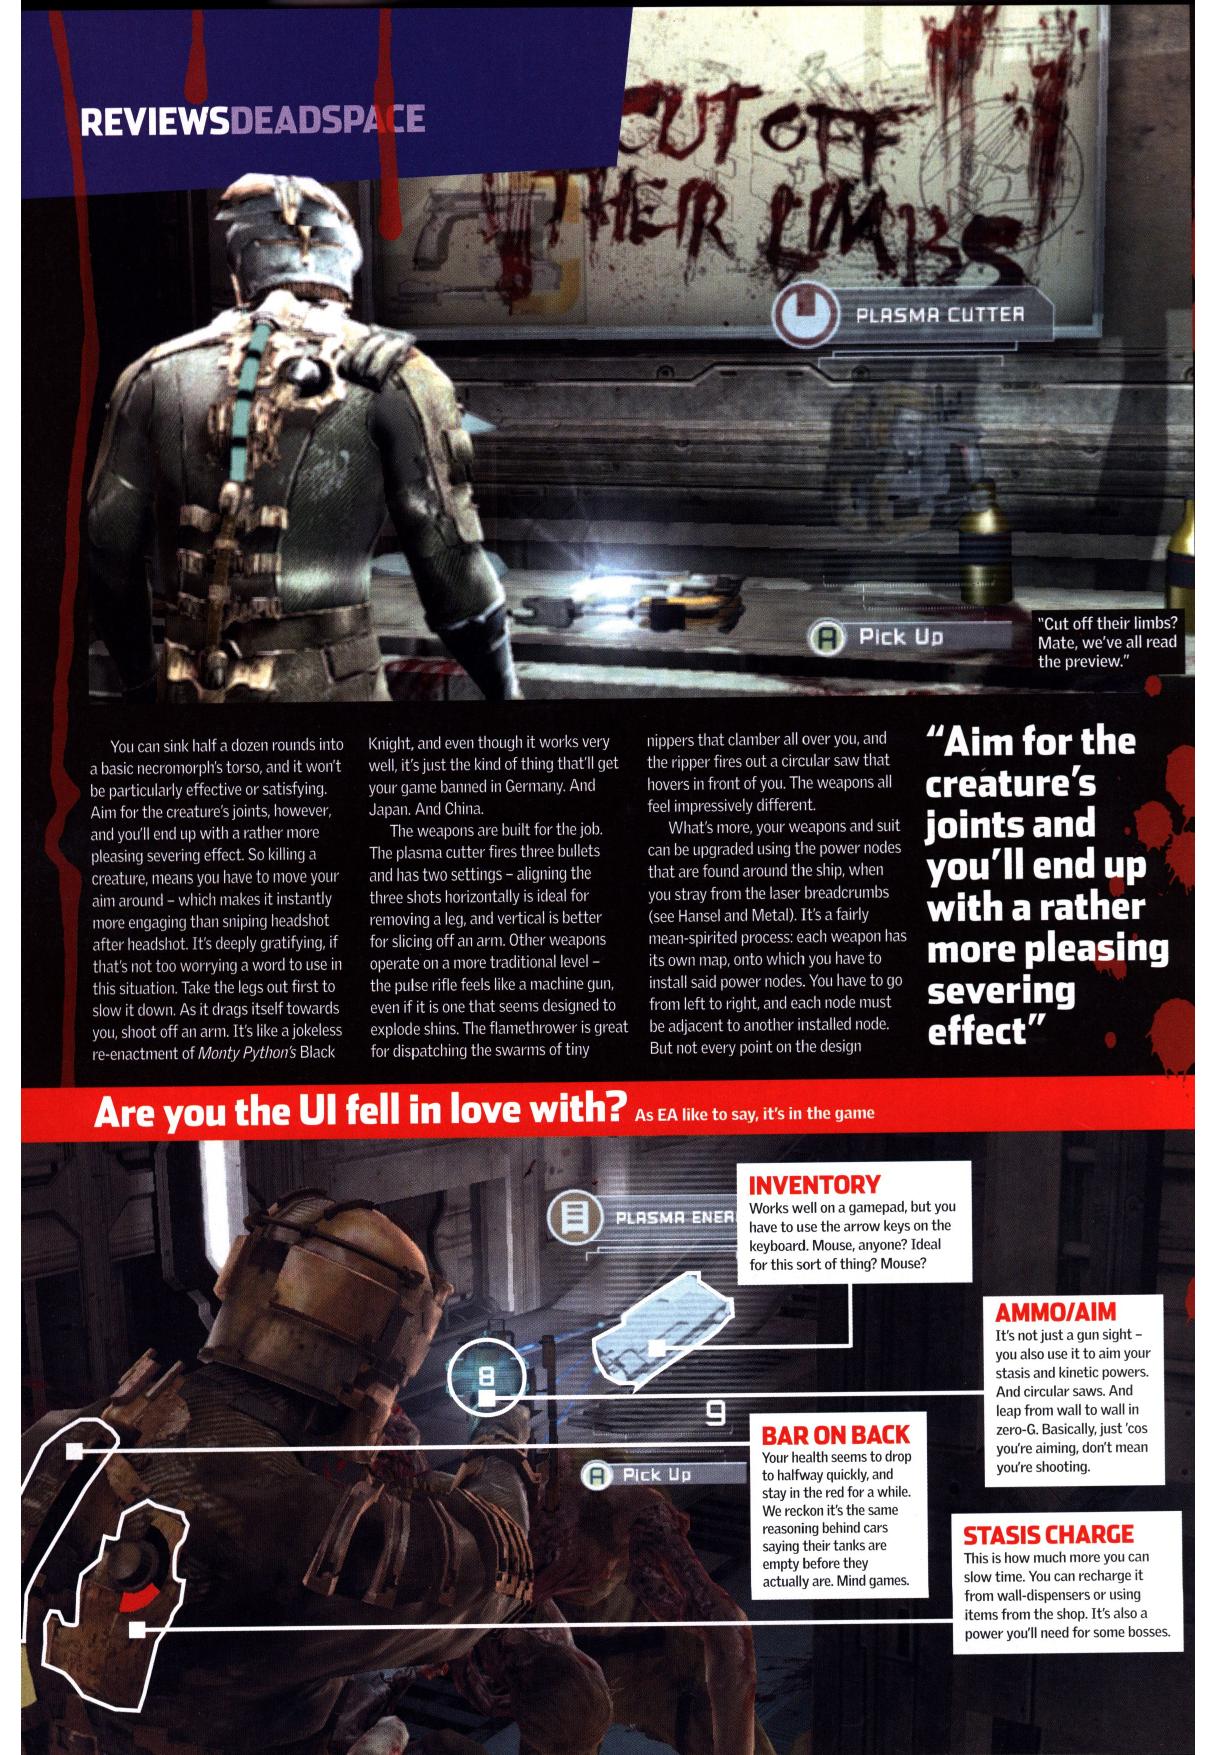 REVIEWSDEADSPACE
CUT OFF
THEIR LIMBS
PLASMA CUTTER
A Pick Up
"Cut off their limbs?
Mate, we've all read
the preview."
You can sink half a dozen rounds into
a basic necromorph's torso, and it won't
be particularly effective or satisfying.
Aim for the creature's joints, however,
and you'll end up with a rather more
pleasing severing effect. So killing a
creature, means you have to move your
aim around – which makes it instantly
more engaging than sniping headshot
after headshot. It's deeply gratifying, if
that's not too worrying a word to use in
this situation. Take the legs out first to
slow it down. As it drags itself towards
you, shoot off an arm. It's like a jokeless
re-enactment of Monty Python's Black
Knight, and even though it works very
well, it's just the kind of thing that'll get
your game banned in Germany. And
Japan. And China.
The weapons are built for the job.
The plasma cutter fires three bullets
and has two settings – aligning the
three shots horizontally is ideal for
removing a leg, and vertical is better
for slicing off an arm. Other weapons
operate on a more traditional level –
the pulse rifle feels like a machine gun,
even if it is one that seems designed to
explode shins. The flamethrower is great
for dispatching the swarms of tiny
nippers that clamber all over you, and
the ripper fires out a circular saw that
hovers in front of you. The weapons all
feel impressively different.
What's more, your weapons and suit
can be upgraded using the power nodes
that are found around the ship, when
you stray from the laser breadcrumbs
(see Hansel and Metal). It's a fairly
mean-spirited process: each weapon has
its own map, onto which you have to
install said power nodes. You have to go
from left to right, and each node must
be adjacent to another installed node.
But not every point on the design
"Aim for the
creature's
joints and
you'll end up
with a rather
more pleasing
severing
effect"
Are you the UI fell in love with? As EA like to say, it's in the game
PLASMA ENER
INVENTORY
Works well on a gamepad, but you
have to use the arrow keys on the
keyboard. Mouse, anyone? Ideal
for this sort of thing? Mouse?
AMMO/AIM
It's not just a gun sight –
you also use it to aim your
stasis and kinetic powers.
And circular saws. And
leap from wall to wall in
zero-G. Basically, just 'cos
you're aiming, don't mean
you're shooting.
8
9
A Pick Up
BAR ON BACK
Your health seems to drop
to halfway quickly, and
stay in the red for a while.
We reckon it's the same
reasoning behind cars
saying their tanks are
empty before they
actually are. Mind games.
STASIS CHARGE
This is how much more you can
slow time. You can recharge it
from wall-dispensers or using
items from the shop. It's also a
power you'll need for some bosses.